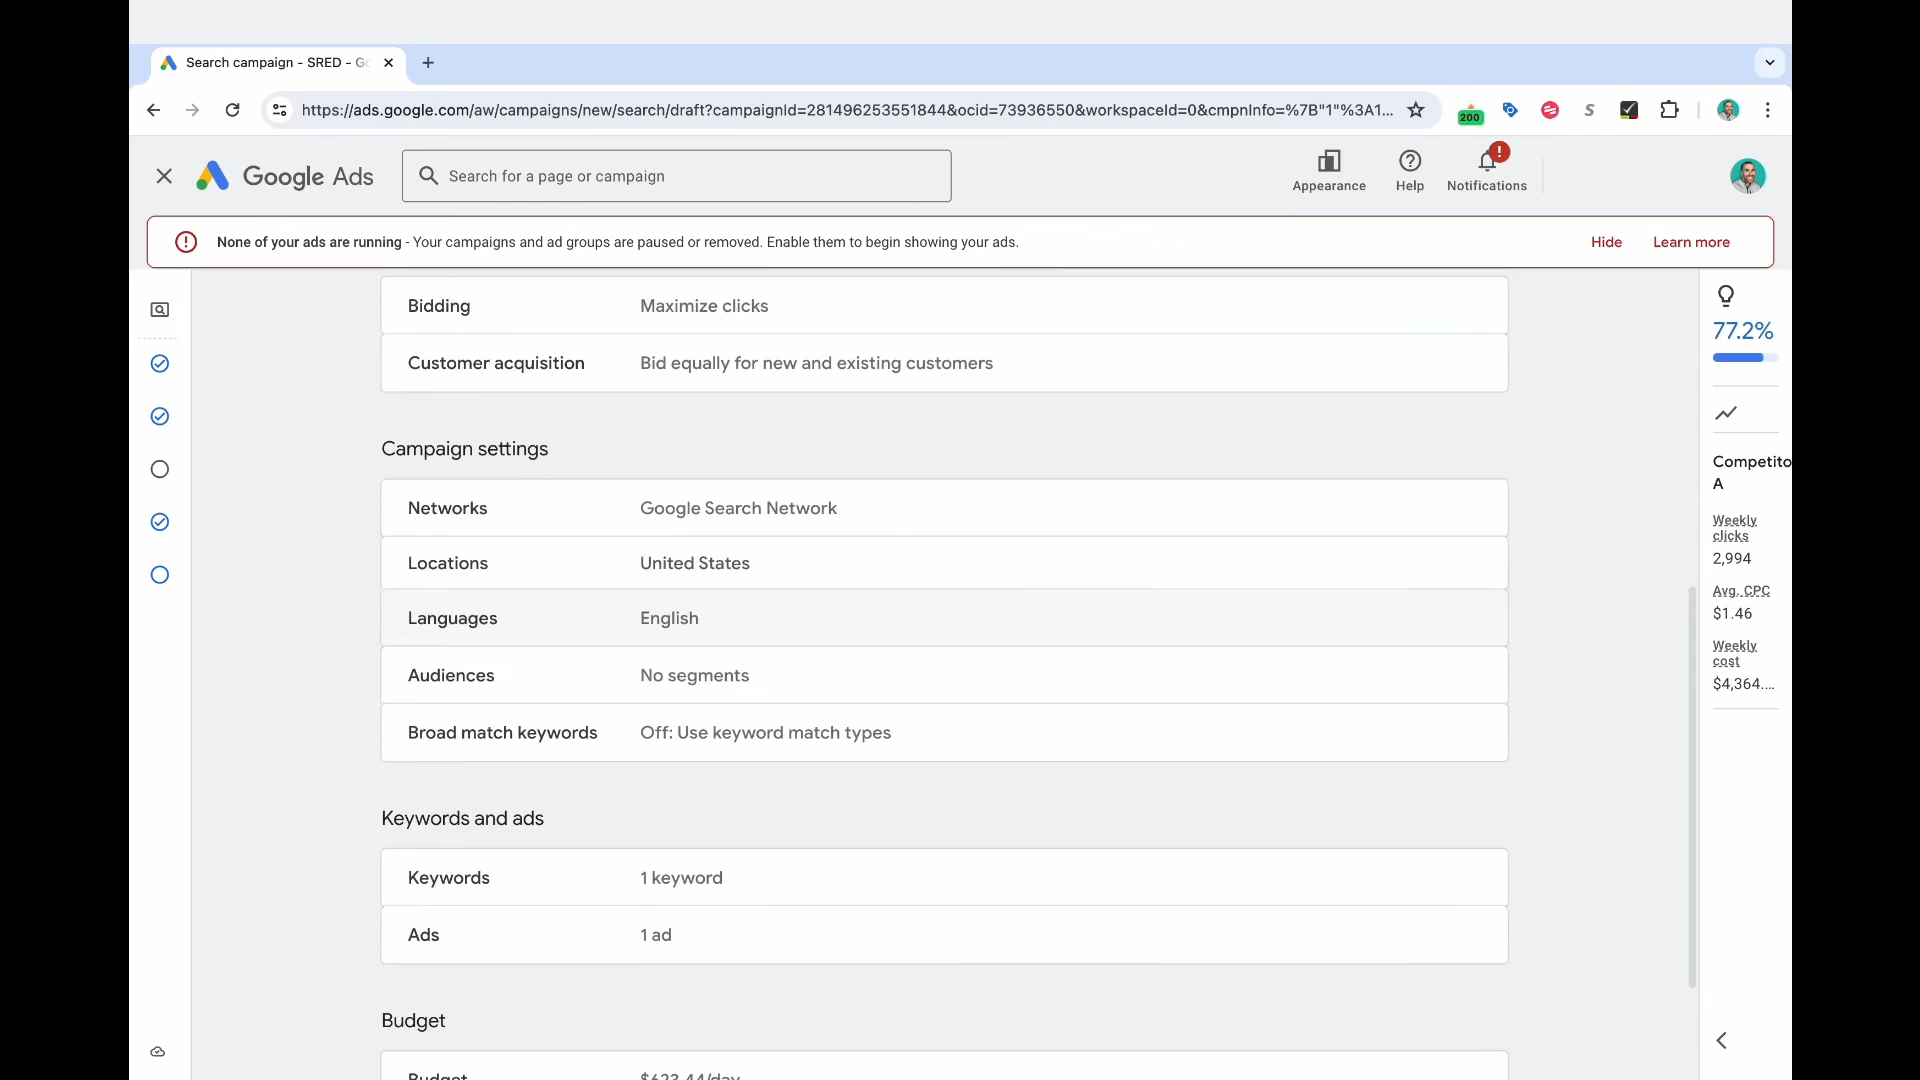 Search campaign - SRED - Go
https://ads.google.com/aw/campaigns/new/search/draft?campaignId=281496253551844&ocid=73936550&workspaceId=0&cmpnInfo=%7B"1"%3A1...
200
S
Google Ads
Search for a page or campaign
Appearance
Help
!
Notifications
None of your ads are running - Your campaigns and ad groups are paused or removed. Enable them to begin showing your ads.
Hide
Learn more
Bidding
Maximize clicks
Customer acquisition
Bid equally for new and existing customers
Campaign settings
Networks
Google Search Network
Locations
United States
Languages
English
Audiences
No segments
Broad match keywords
Off: Use keyword match types
Keywords and ads
Keywords
1 keyword
Ads
1 ad
Budget
Budget
$623.44/day
77.2%
Competito
A
Weekly
clicks
2,994
Avg. CPC
$1.46
Weekly
cost
$4,364....